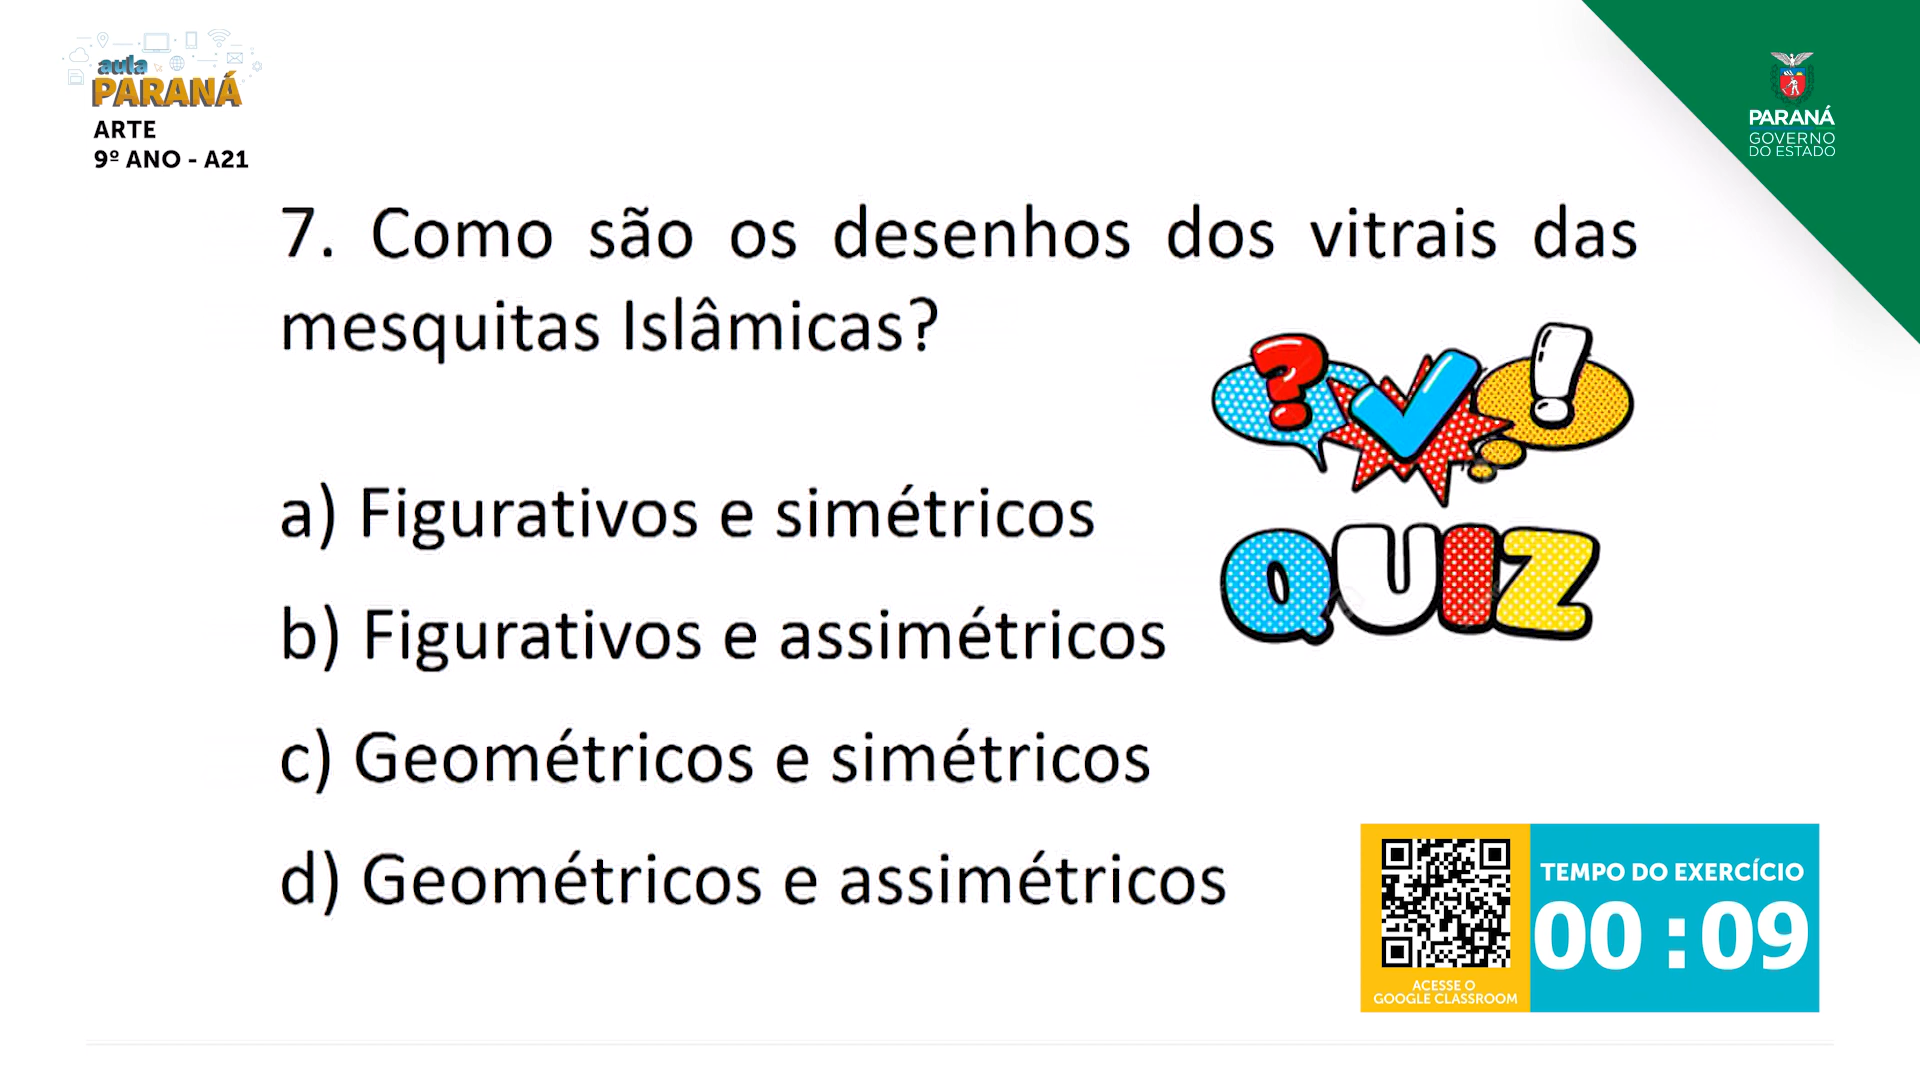 aula
PARANÁ
ARTE
9º ANO - A21
PARANÁ
GOVERNO
DO ESTADO
7. Como são os desenhos dos vitrais das
mesquitas Islâmicas?
a) Figurativos e simétricos
b) Figurativos e assimétricos
c) Geométricos e simétricos
d) Geométricos e assimétricos
?
!
QUIZ
TEMPO DO EXERCÍCIO
00:09
ACESSE O
GOOGLE CLASSROOM